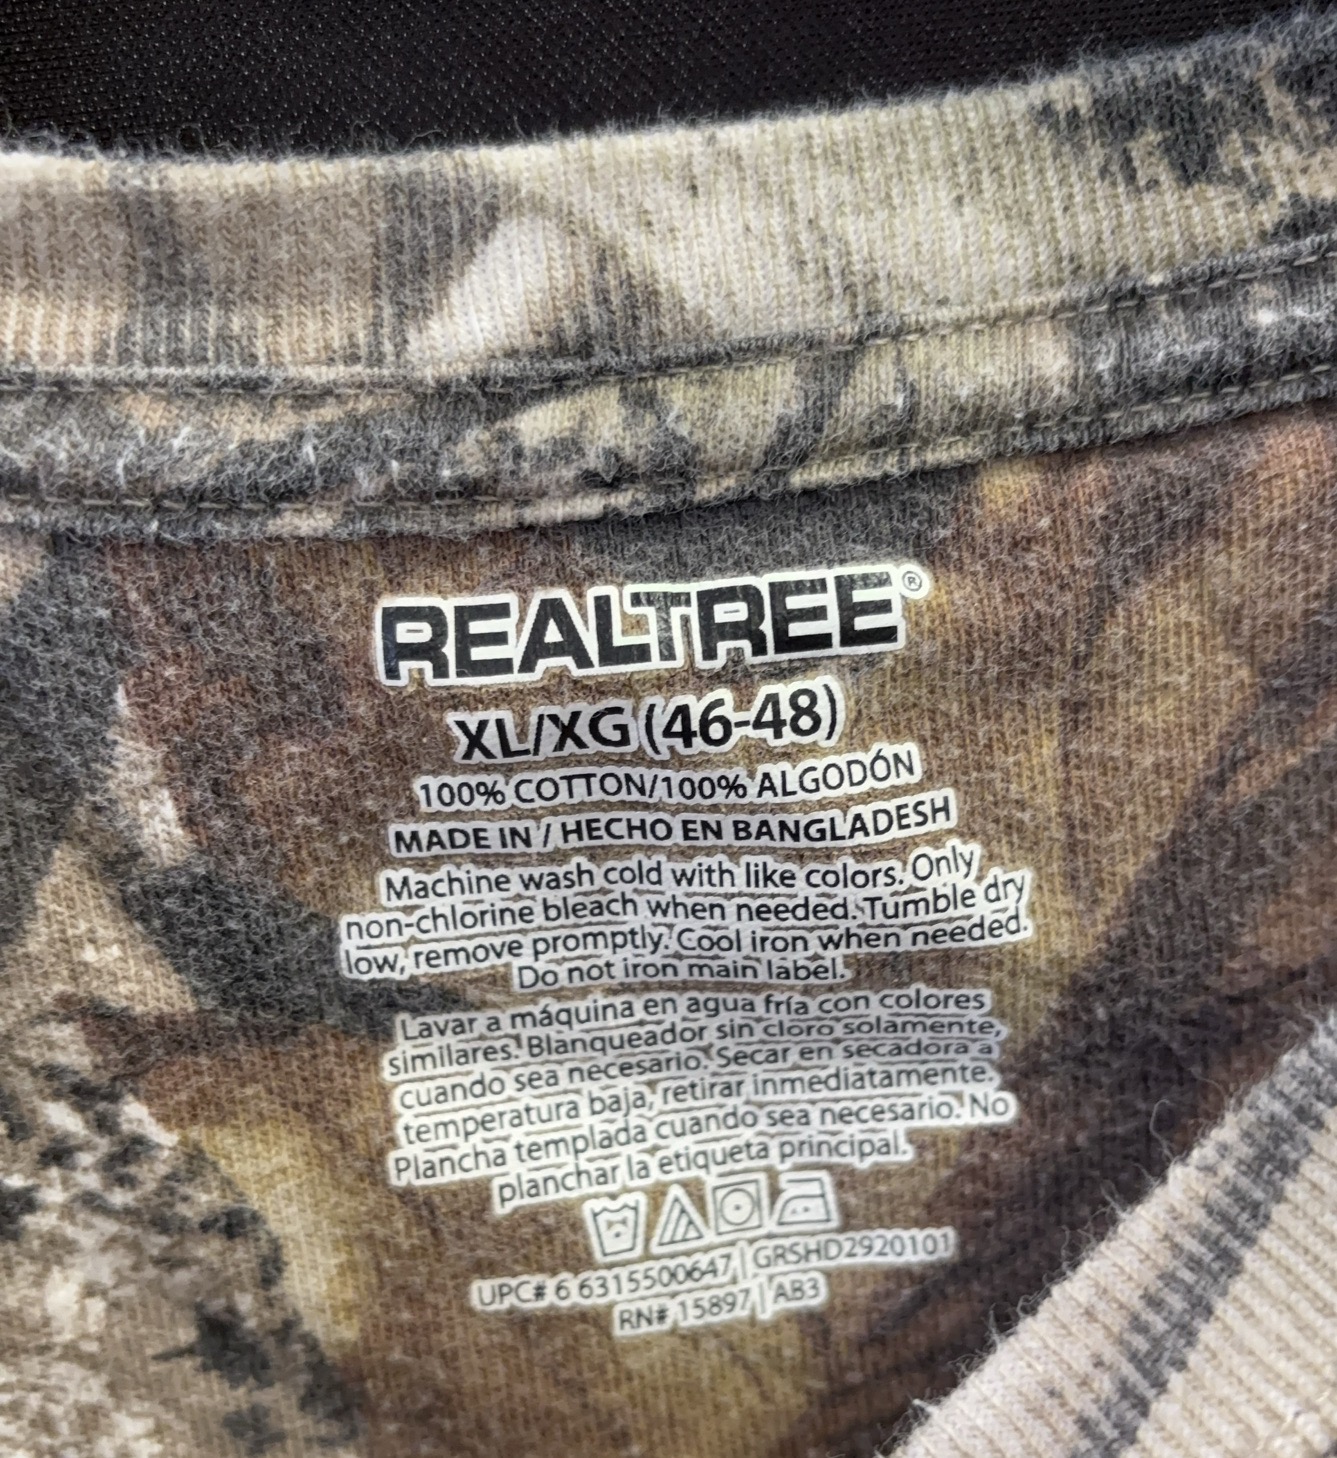 REALTREE®
XL/XG (46-48)
100% COTTON/100% ALGODÓN
MADE IN / HECHO EN BANGLADESH
Machine wash cold with like colors. Only
non-chlorine bleach when needed. Tumble dry
low, remove promptly. Cool iron when needed.
Do not iron main label.
Lavar a máquina en agua fría con colores
similares. Blanqueador sin cloro solamente,
cuando sea necesario. Secar en secadora a
temperatura baja, retirar inmediatamente.
Plancha templada cuando sea necesario. No
planchar la etiqueta principal.
UPC# 6 6315500647 | GRSHD2920101
RN# 15897 | AB3